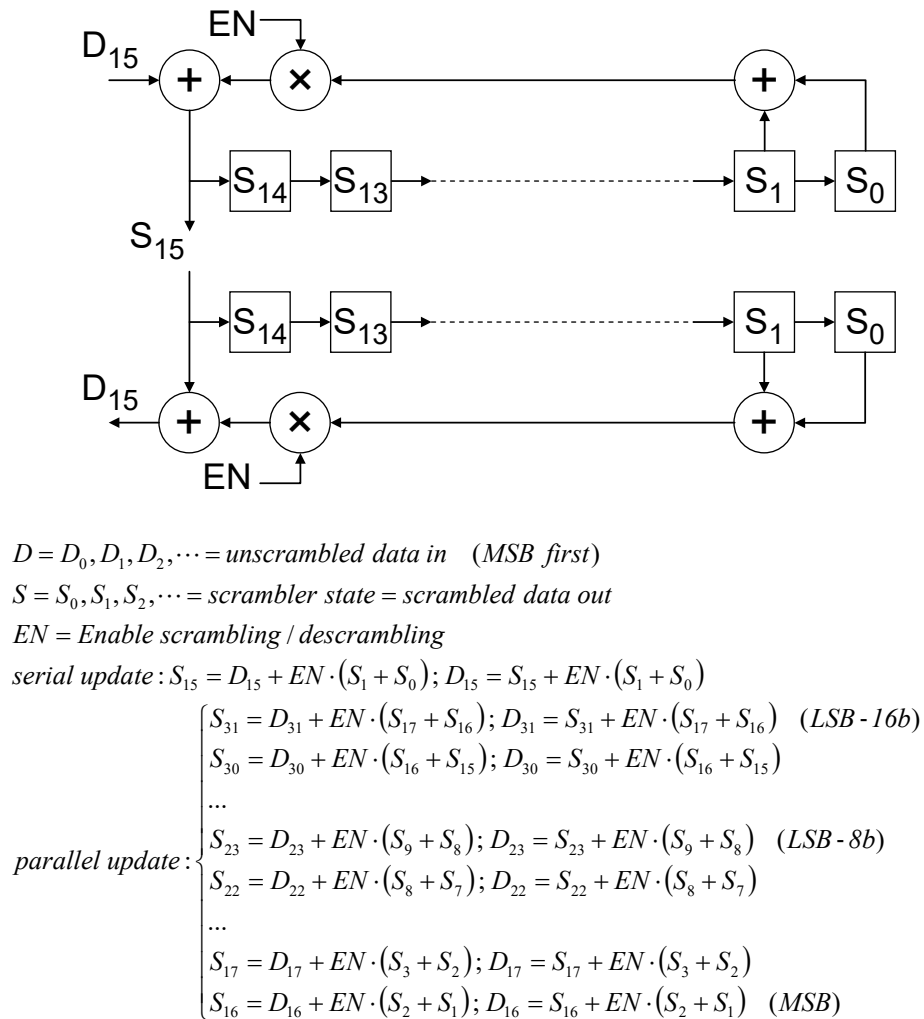 EN
D₁₅
+ × +
S₁₄ S₁₃ S₁ S₀
S₁₅
S₁₄ S₁₃ S₁ S₀
D₁₅
+ × +
EN
D = D₀, D₁, D₂, ⋯ = unscrambled data in (MSB first)
S = S₀, S₁, S₂, ⋯ = scrambler state = scrambled data out
EN = Enable scrambling / descrambling
serial update : S₁₅ = D₁₅ + EN · (S₁ + S₀); D₁₅ = S₁₅ + EN · (S₁ + S₀)
S₃₁ = D₃₁ + EN · (S₁₇ + S₁₆); D₃₁ = S₃₁ + EN · (S₁₇ + S₁₆) (LSB - 16b)
S₃₀ = D₃₀ + EN · (S₁₆ + S₁₅); D₃₀ = S₃₀ + EN · (S₁₆ + S₁₅)
...
parallel update : { S₂₃ = D₂₃ + EN · (S₉ + S₈); D₂₃ = S₂₃ + EN · (S₉ + S₈) (LSB - 8b)
S₂₂ = D₂₂ + EN · (S₈ + S₇); D₂₂ = S₂₂ + EN · (S₈ + S₇)
...
S₁₇ = D₁₇ + EN · (S₃ + S₂); D₁₇ = S₁₇ + EN · (S₃ + S₂)
S₁₆ = D₁₆ + EN · (S₂ + S₁); D₁₆ = S₁₆ + EN · (S₂ + S₁) (MSB)